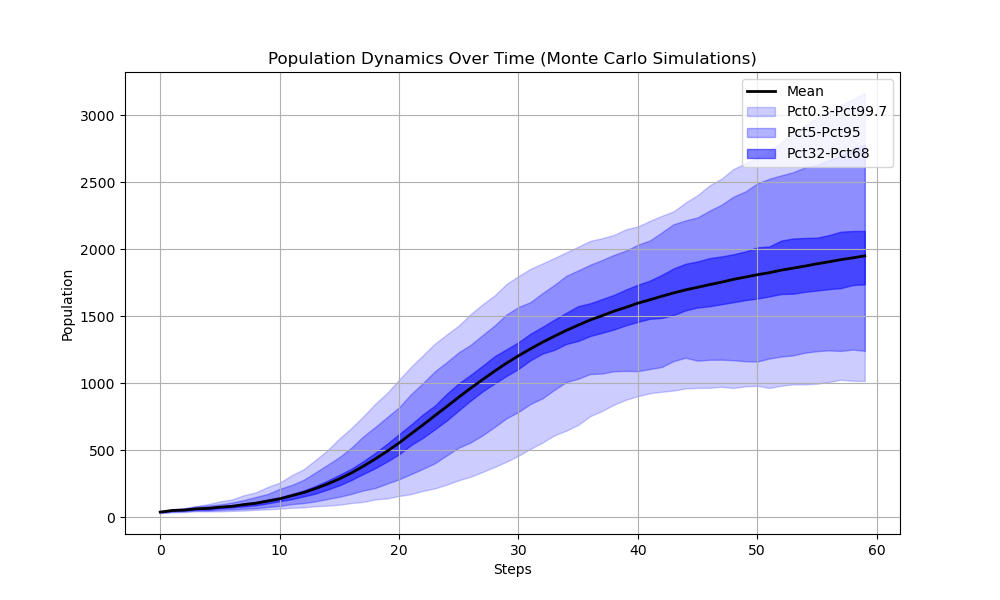 Population Dynamics Over Time (Monte Carlo Simulations)
Mean
Pct0.3-Pct99.7
Pct5-Pct95
Pct32-Pct68
3000
2500
2000
1500
1000
500
0
Population
0 10 20 30 40 50 60
Steps